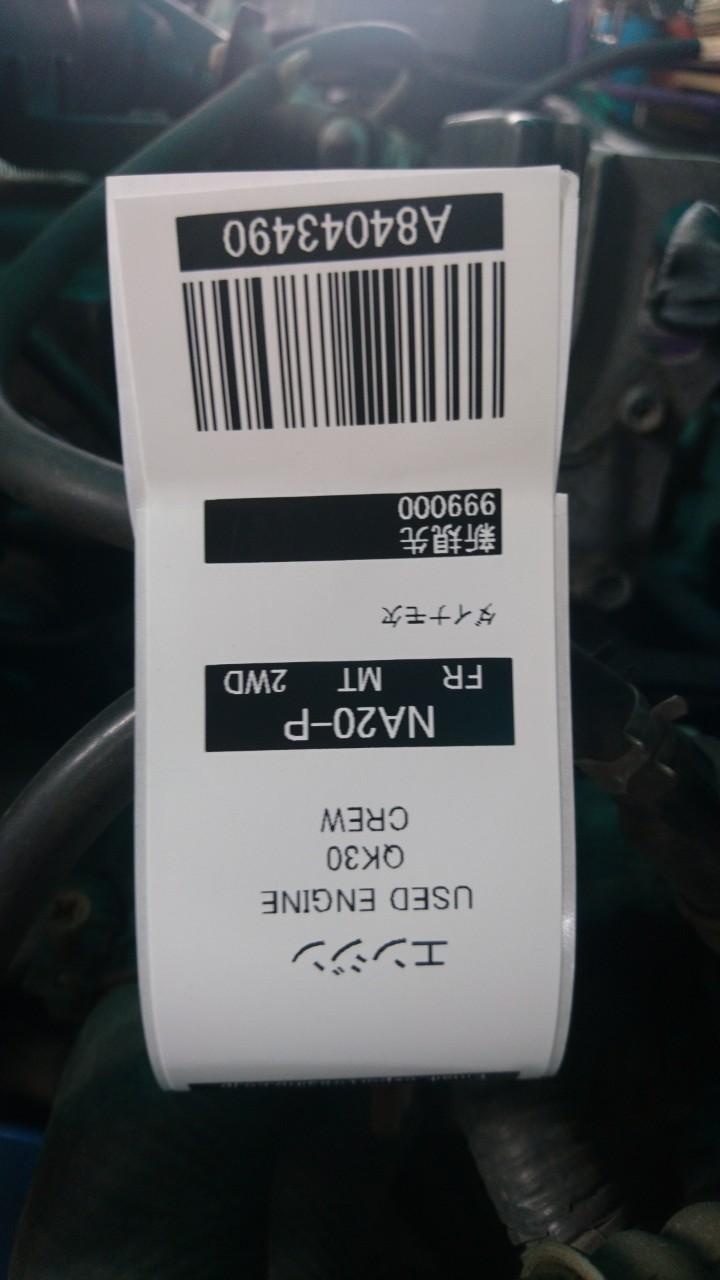 エンジン
USED ENGINE
QK30
CREW
NA20-P
FR MT 2WD
ダイナモ欠
新規先
999000
A84043490